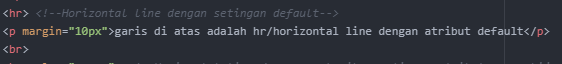 <hr> <!--Horizontal line dengan setingan default-->
<p margin="10px">garis di atas adalah hr/horizontal line dengan atribut default</p>
<br>